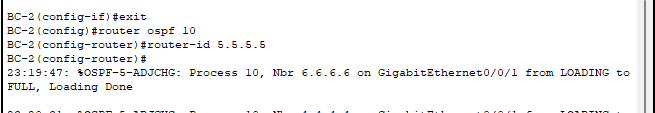 BC-2(config-if)#exit
BC-2(config)#router ospf 10
BC-2(config-router)#router-id 5.5.5.5
BC-2(config-router)#
23:19:47: %OSPF-5-ADJCHG: Process 10, Nbr 6.6.6.6 on GigabitEthernet0/0/1 from LOADING to
FULL, Loading Done